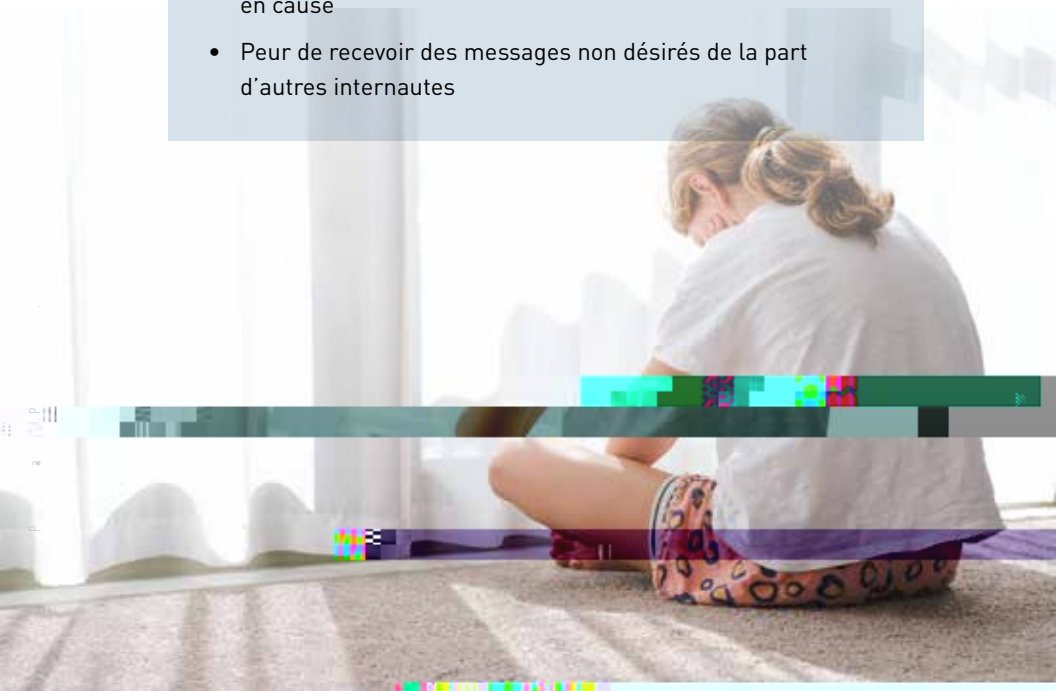 en cause
• Peur de recevoir des messages non désirés de la part
d’autres internautes